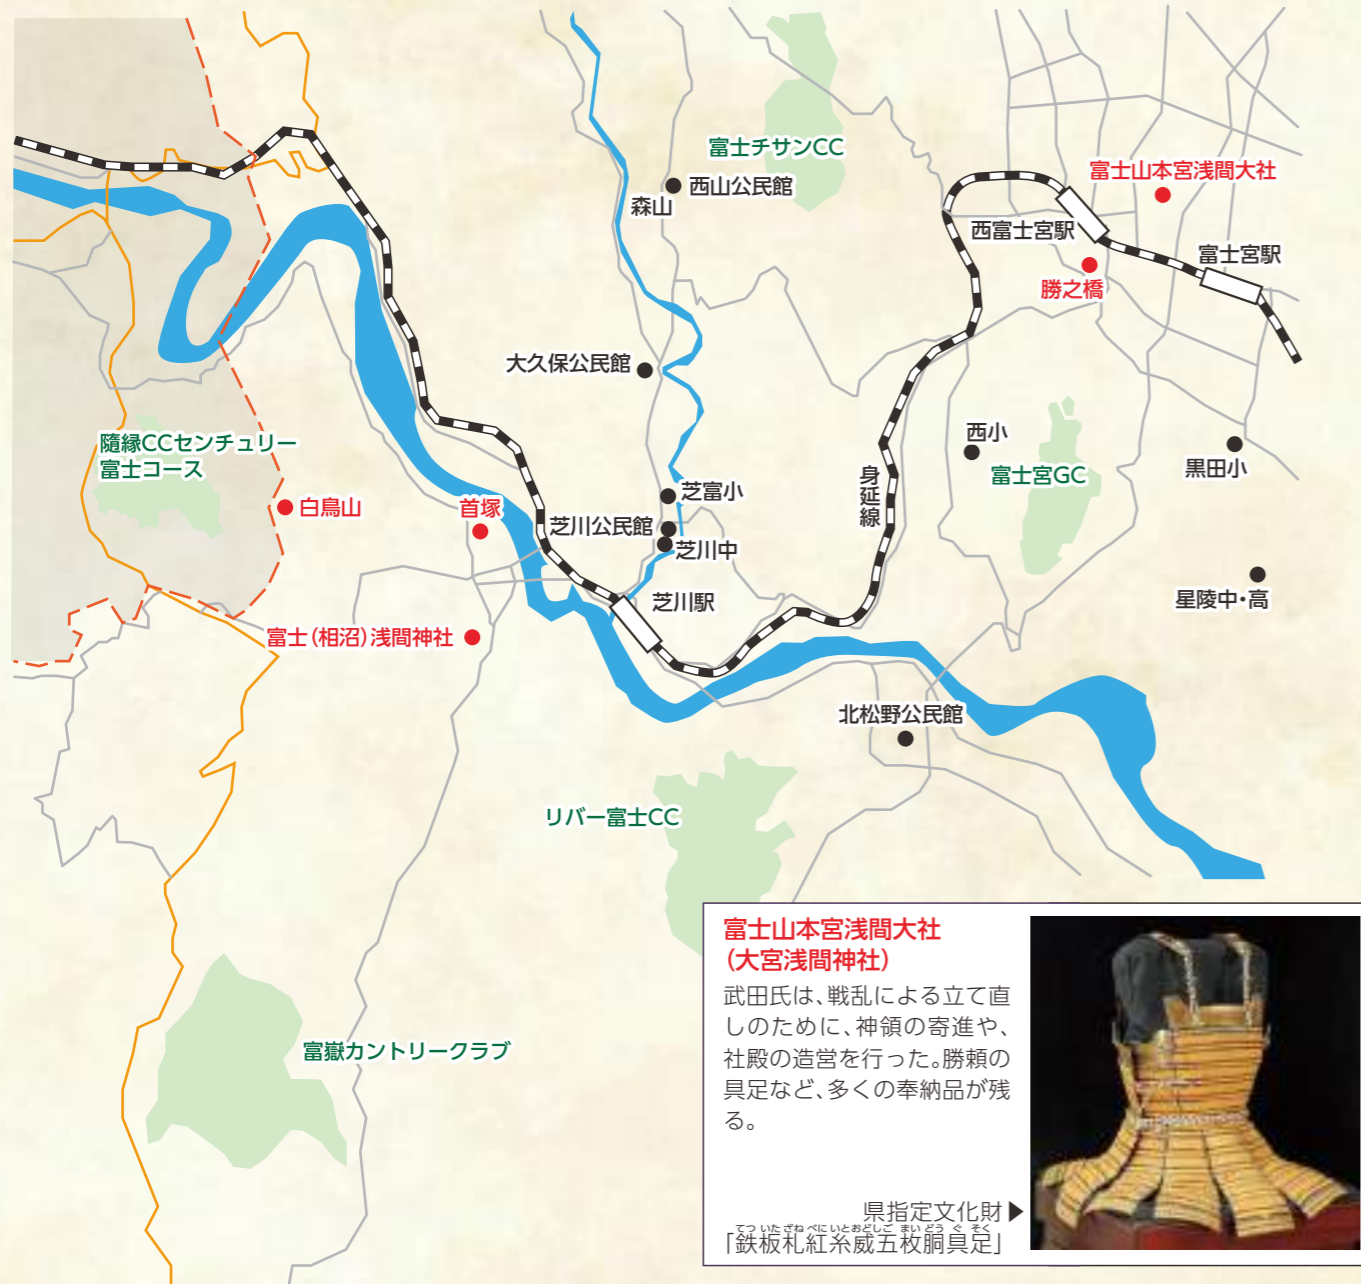 富士チサンCC
西山公民館
森山
富士山本宮浅間大社
西富士宮駅
富士宮駅
勝之橋
大久保公民館
西小
富士宮GC
黒田小
身延線
隨縁CCセンチュリー
富士コース
白鳥山
首塚
芝富小
芝川公民館
芝川中
芝川駅
星陵中・高
富士(相沼)浅間神社
北松野公民館
リバー富士CC
富嶽カントリークラブ
富士山本宮浅間大社
(大宮浅間神社)
武田氏は、戦乱による立て直
しのために、神領の寄進や、
社殿の造営を行った。勝頼の
具足など、多くの奉納品が残
る。
県指定文化財▶
てついたざねべにいとおどしごまいどうぐそく
「鉄板札紅糸威五枚胴具足」